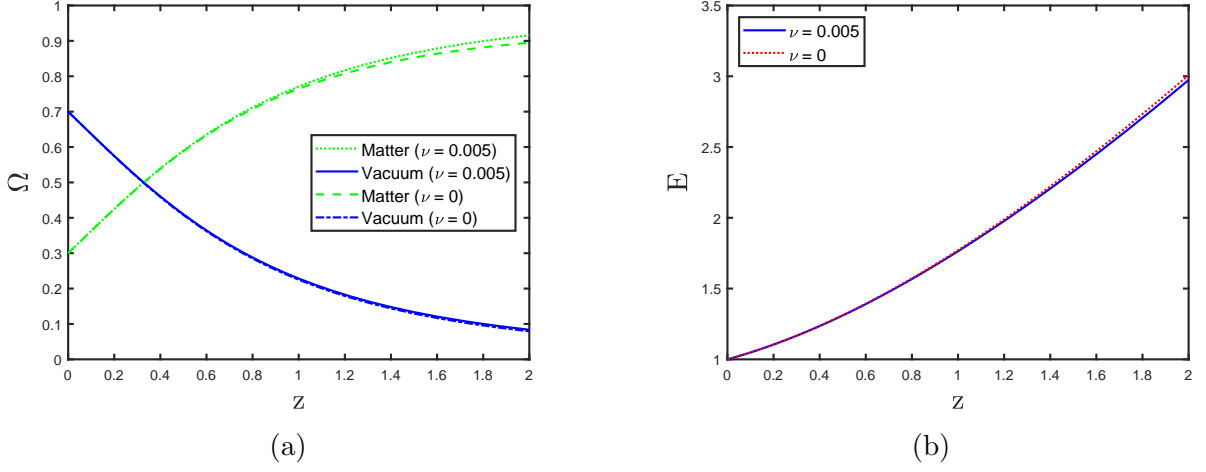 1
0.9
0.8
0.7
0.6
0.5
0.4
0.3
0.2
0.1
0
Ω
Matter (ν = 0.005)
Vacuum (ν = 0.005)
Matter (ν = 0)
Vacuum (ν = 0)
0 0.2 0.4 0.6 0.8 1 1.2 1.4 1.6 1.8 2
z
(a)
3.5
3
2.5
2
1.5
1
E
ν = 0.005
ν = 0
0 0.2 0.4 0.6 0.8 1 1.2 1.4 1.6 1.8 2
z
(b)